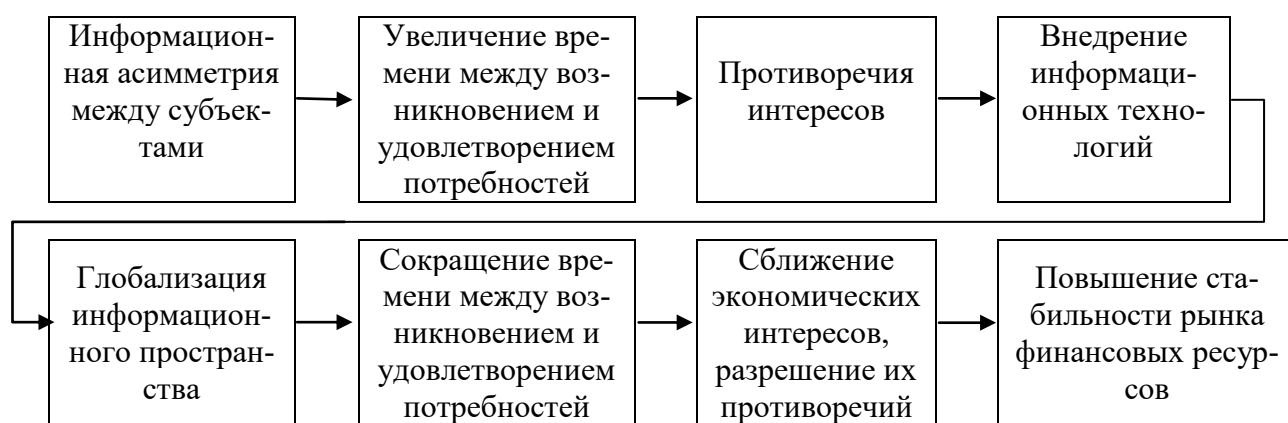 Информацион-
ная асимметрия
между субъек-
тами
Увеличение вре-
мени между воз-
никновением и
удовлетворением
потребностей
Противоречия
интересов
Внедрение
информаци-
онных техно-
логий
Глобализация
информацион-
ного простран-
ства
Сокращение вре-
мени между воз-
никновением и
удовлетворением
потребностей
Сближение
экономических
интересов,
разрешение их
противоречий
Повышение ста-
бильности рынка
финансовых ресур-
сов